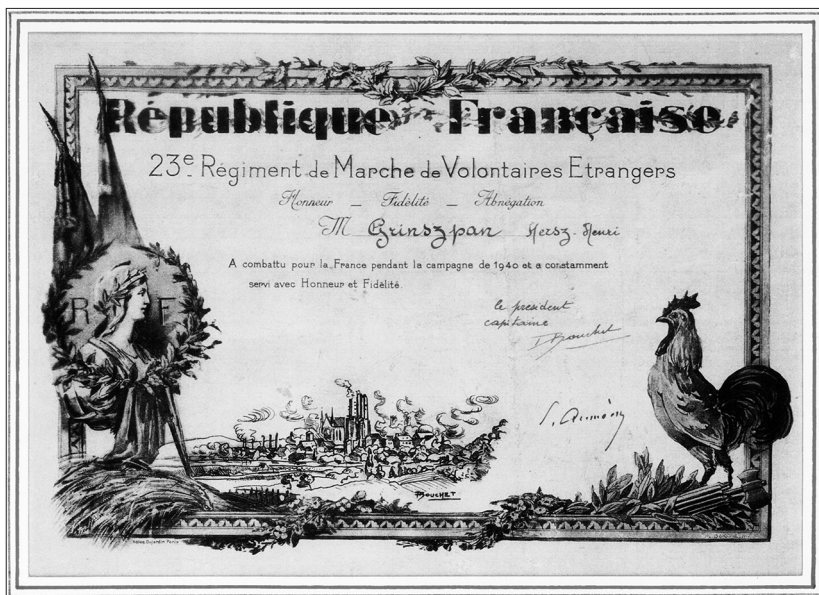 République Française
23e Régiment de Marche de Volontaires Etrangers
Honneur _ Fidélité _ Abnégation
M Grinszpan Hersz-Henri
A combattu pour la France pendant la campagne de 1940 et a constamment
servi avec Honneur et Fidélité.
le president
capitaine
Bouchet
R F
BOUCHET